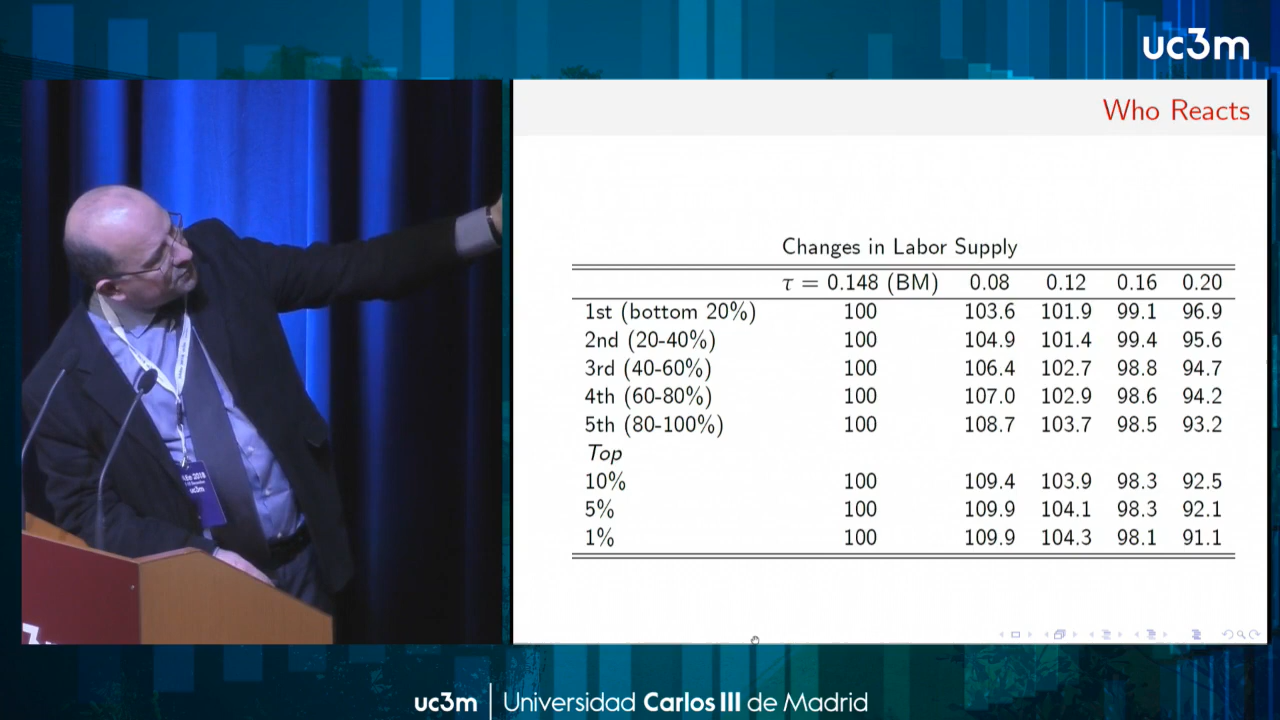 uc3m
Who Reacts
Changes in Labor Supply
τ = 0.148 (BM) 0.08 0.12 0.16 0.20
1st (bottom 20%) 100 103.6 101.9 99.1 96.9
2nd (20-40%) 100 104.9 101.4 99.4 95.6
3rd (40-60%) 100 106.4 102.7 98.8 94.7
4th (60-80%) 100 107.0 102.9 98.6 94.2
5th (80-100%) 100 108.7 103.7 98.5 93.2
Top
10% 100 109.4 103.9 98.3 92.5
5% 100 109.9 104.1 98.3 92.1
1% 100 109.9 104.3 98.1 91.1
2018
uc3m
uc3m | Universidad Carlos III de Madrid